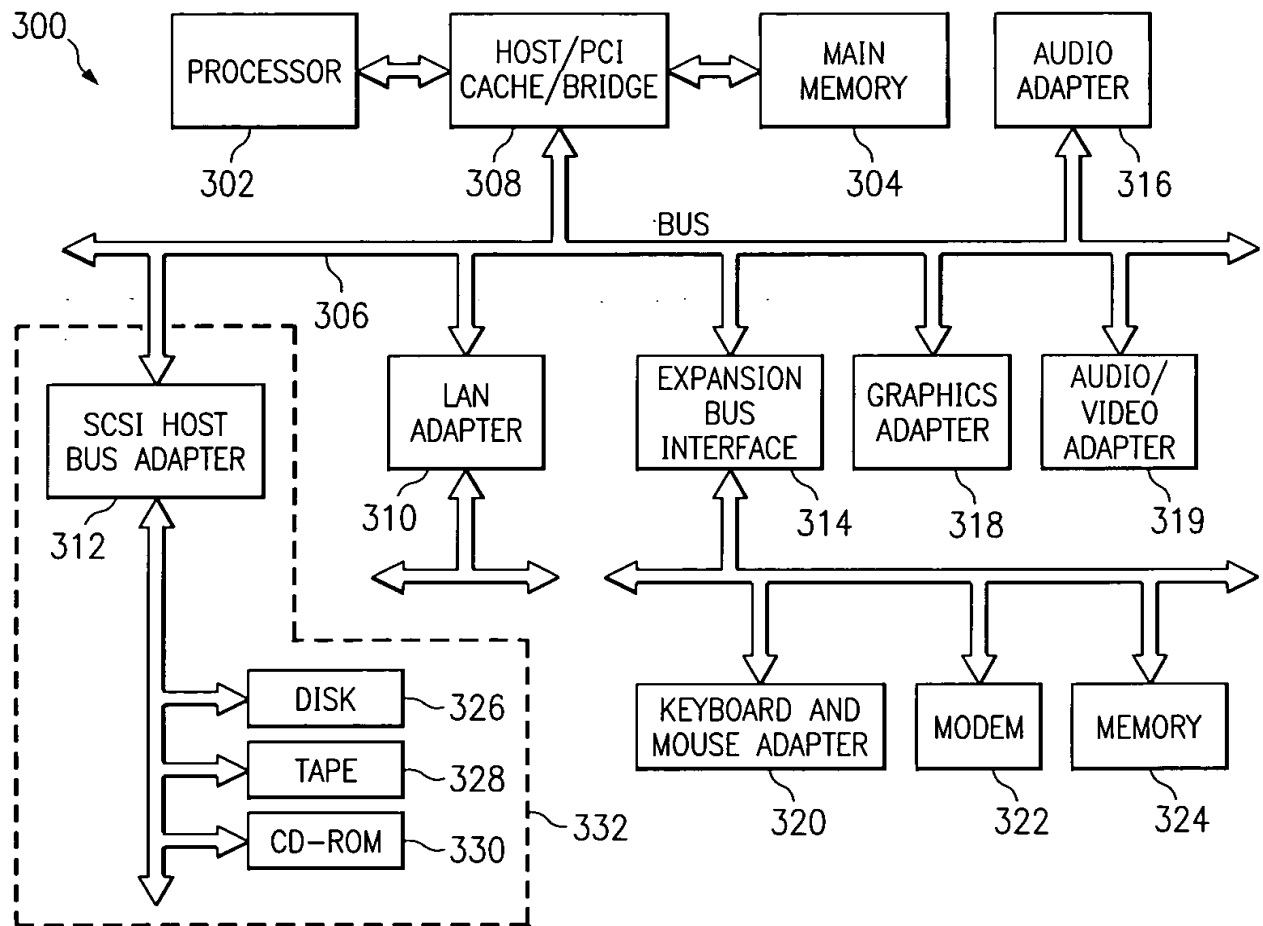 300
PROCESSOR
302
HOST/PCI
CACHE/BRIDGE
308
MAIN
MEMORY
304
AUDIO
ADAPTER
316
BUS
306
SCSI HOST
BUS ADAPTER
312
LAN
ADAPTER
310
EXPANSION
BUS
INTERFACE
314
GRAPHICS
ADAPTER
318
AUDIO/
VIDEO
ADAPTER
319
DISK
326
TAPE
328
CD-ROM
330
332
KEYBOARD AND
MOUSE ADAPTER
320
MODEM
322
MEMORY
324